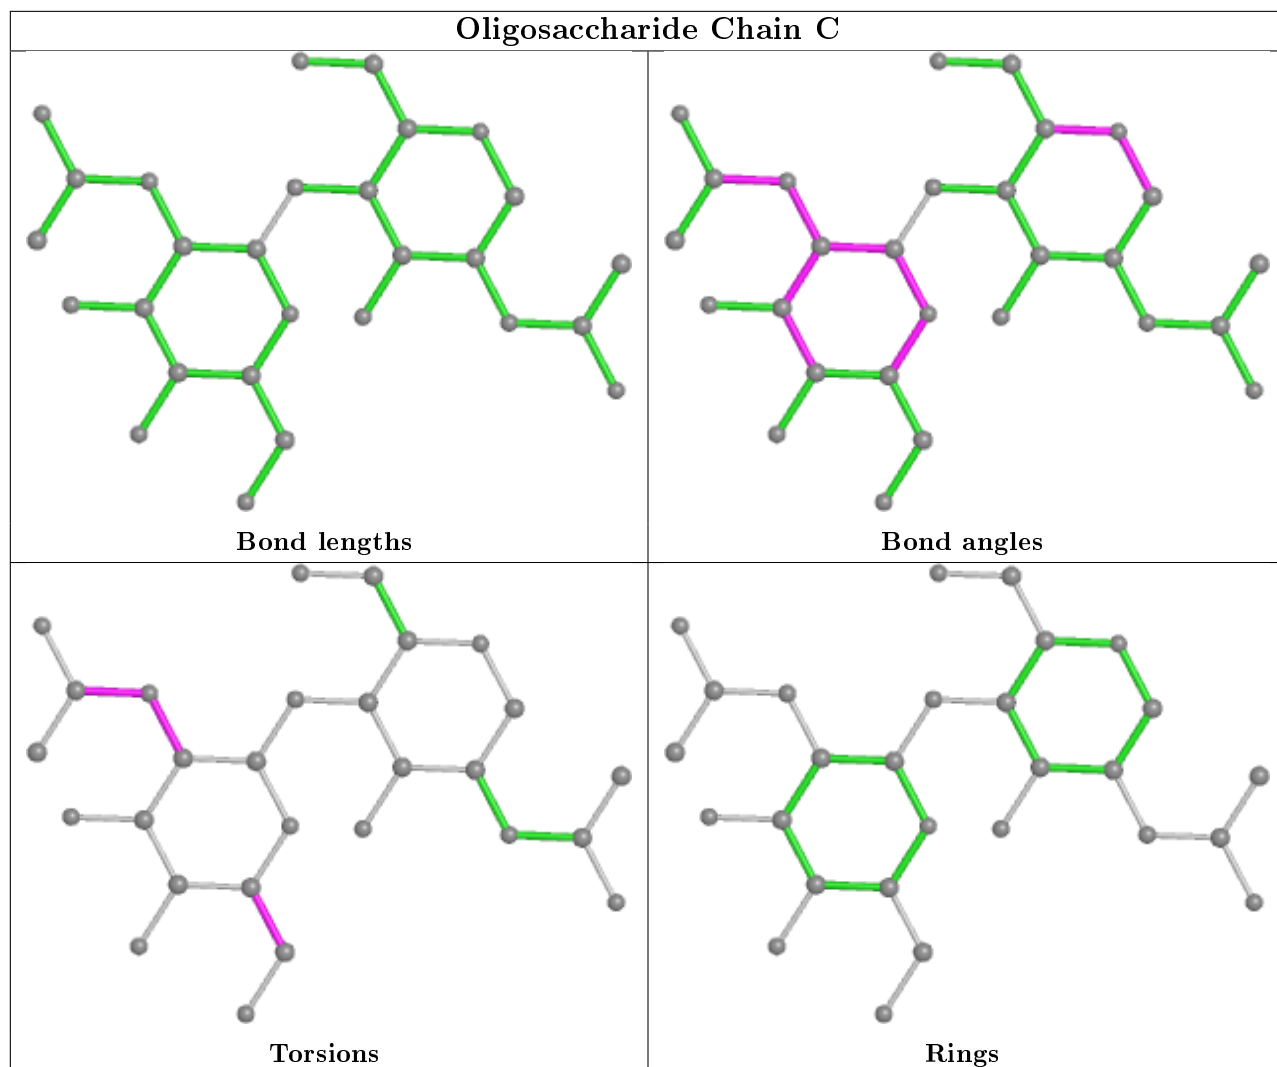 Oligosaccharide Chain C
Bond lengths
Bond angles
Torsions
Rings